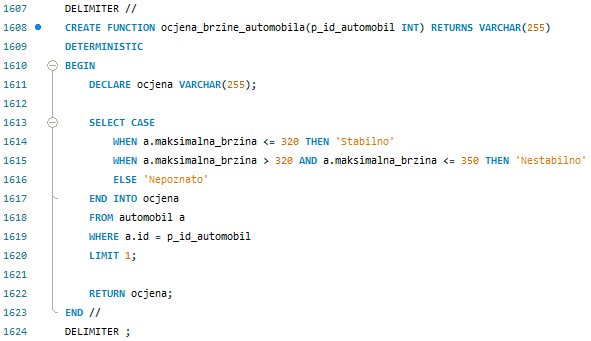 1607 DELIMITER //
1608 CREATE FUNCTION ocjena_brzine_automobila(p_id_automobil INT) RETURNS VARCHAR(255)
1609 DETERMINISTIC
1610 BEGIN
1611 DECLARE ocjena VARCHAR(255);
1612
1613 SELECT CASE
1614 WHEN a.maksimalna_brzina <= 320 THEN 'Stabilno'
1615 WHEN a.maksimalna_brzina > 320 AND a.maksimalna_brzina <= 350 THEN 'Nestabilno'
1616 ELSE 'Nepoznato'
1617 END INTO ocjena
1618 FROM automobil a
1619 WHERE a.id = p_id_automobil
1620 LIMIT 1;
1621
1622 RETURN ocjena;
1623 END //
1624 DELIMITER ;